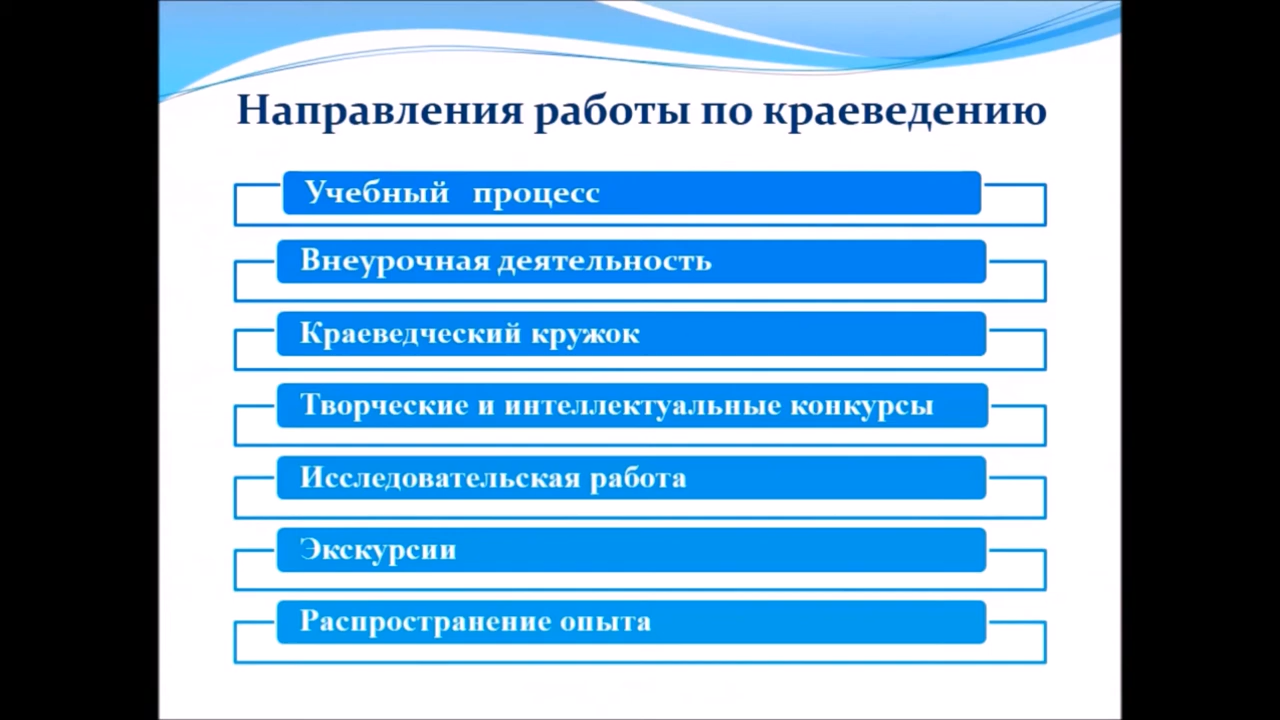 Направления работы по краеведению
Учебный процесс
Внеурочная деятельность
Краеведческий кружок
Творческие и интеллектуальные конкурсы
Исследовательская работа
Экскурсии
Распространение опыта